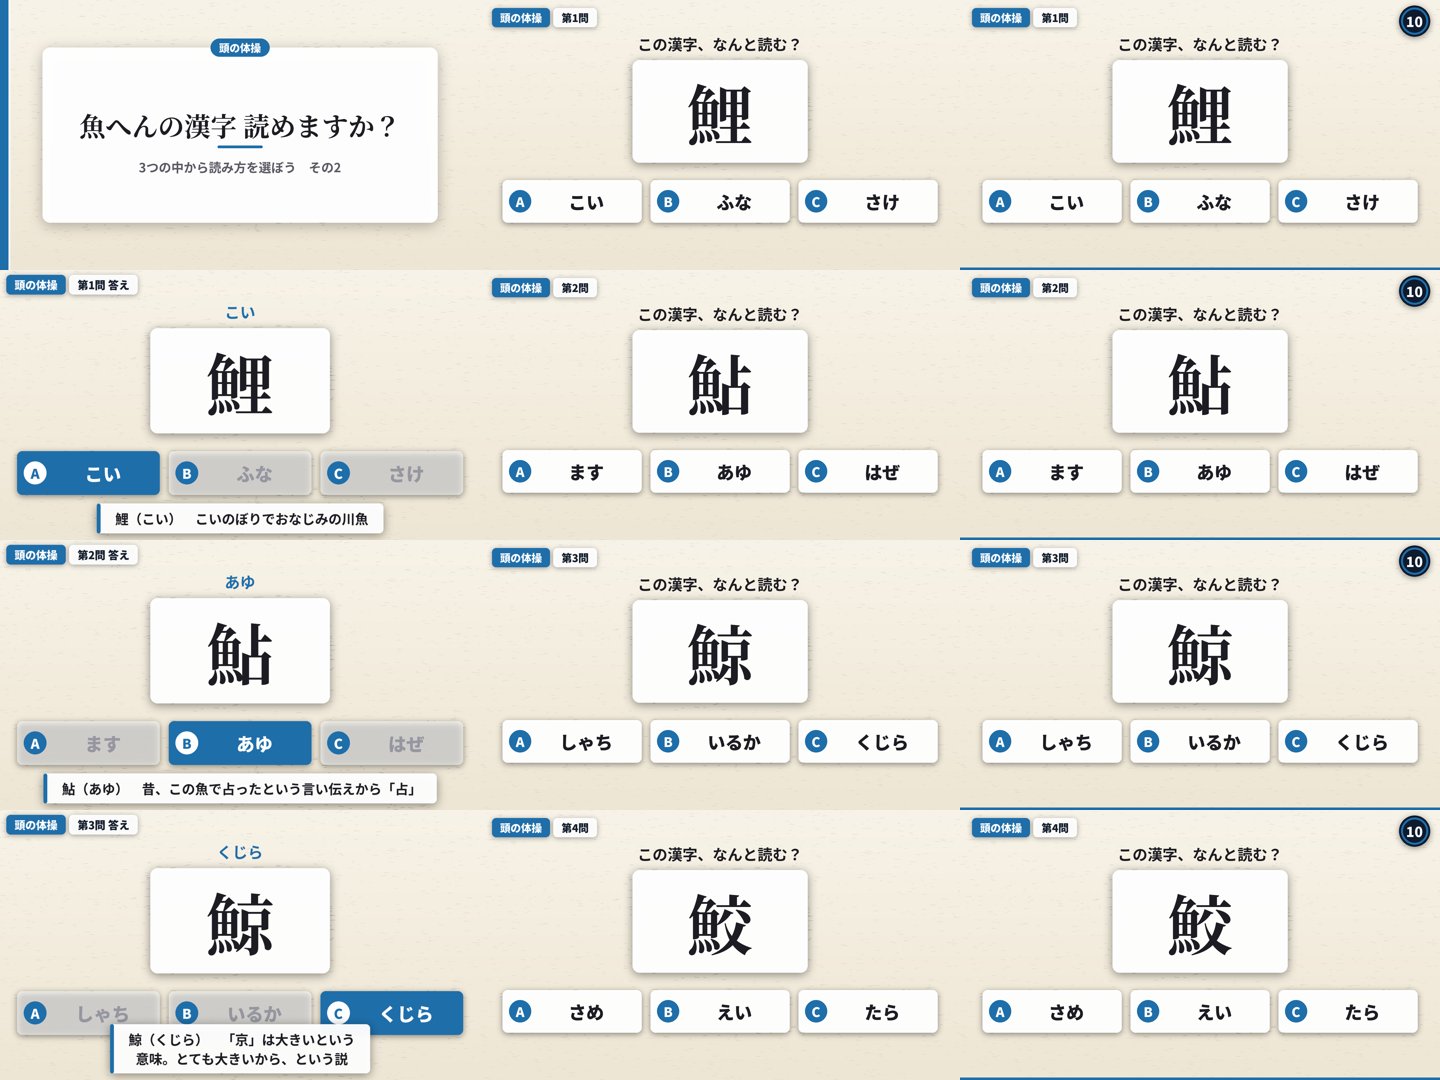 頭の体操
魚へんの漢字 読めますか？
3つの中から読み方を選ぼう　その2
頭の体操 第1問
この漢字、なんと読む？
鯉
A こい B ふな C さけ
頭の体操 第1問 10
この漢字、なんと読む？
鯉
A こい B ふな C さけ
頭の体操 第1問 答え
こい
鯉
A こい B ふな C さけ
鯉（こい）　こいのぼりでおなじみの川魚
頭の体操 第2問
この漢字、なんと読む？
鮎
A ます B あゆ C はぜ
頭の体操 第2問 10
この漢字、なんと読む？
鮎
A ます B あゆ C はぜ
頭の体操 第2問 答え
あゆ
鮎
A ます B あゆ C はぜ
鮎（あゆ）　昔、この魚で占ったという言い伝えから「占」
頭の体操 第3問
この漢字、なんと読む？
鯨
A しゃち B いるか C くじら
頭の体操 第3問 10
この漢字、なんと読む？
鯨
A しゃち B いるか C くじら
頭の体操 第3問 答え
くじら
鯨
A しゃち B いるか C くじら
鯨（くじら）　「京」は大きいという
意味。とても大きいから、という説
頭の体操 第4問
この漢字、なんと読む？
鮫
A さめ B えい C たら
頭の体操 第4問 10
この漢字、なんと読む？
鮫
A さめ B えい C たら